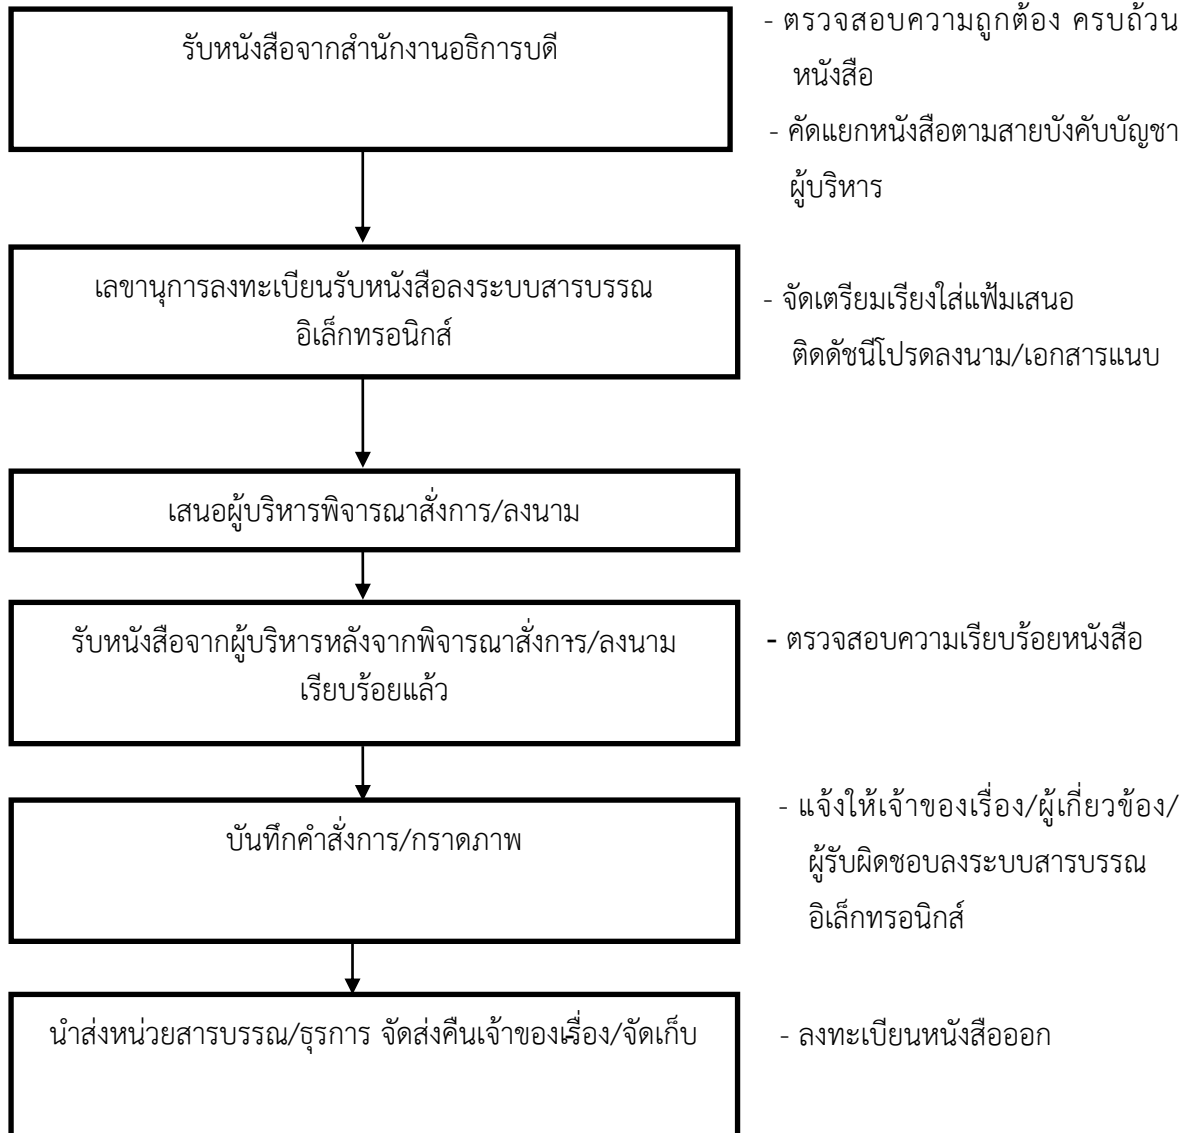 รับหนังสือจากสำนักงานอธิการบดี
- ตรวจสอบความถูกต้อง ครบถ้วน
หนังสือ
- คัดแยกหนังสือตามสายบังคับบัญชา
ผู้บริหาร
เลขานุการลงทะเบียนรับหนังสือลงระบบสารบรรณ
อิเล็กทรอนิกส์
- จัดเตรียมเรียงใส่แฟ้มเสนอ
ติดดัชนีโปรดลงนาม/เอกสารแนบ
เสนอผู้บริหารพิจารณาสั่งการ/ลงนาม
รับหนังสือจากผู้บริหารหลังจากพิจารณาสั่งการ/ลงนาม
เรียบร้อยแล้ว
- ตรวจสอบความเรียบร้อยหนังสือ
บันทึกคำสั่งการ/กราดภาพ
- แจ้งให้เจ้าของเรื่อง/ผู้เกี่ยวข้อง/
ผู้รับผิดชอบลงระบบสารบรรณ
อิเล็กทรอนิกส์
นำส่งหน่วยสารบรรณ/ธุรการ จัดส่งคืนเจ้าของเรื่อง/จัดเก็บ
- ลงทะเบียนหนังสือออก